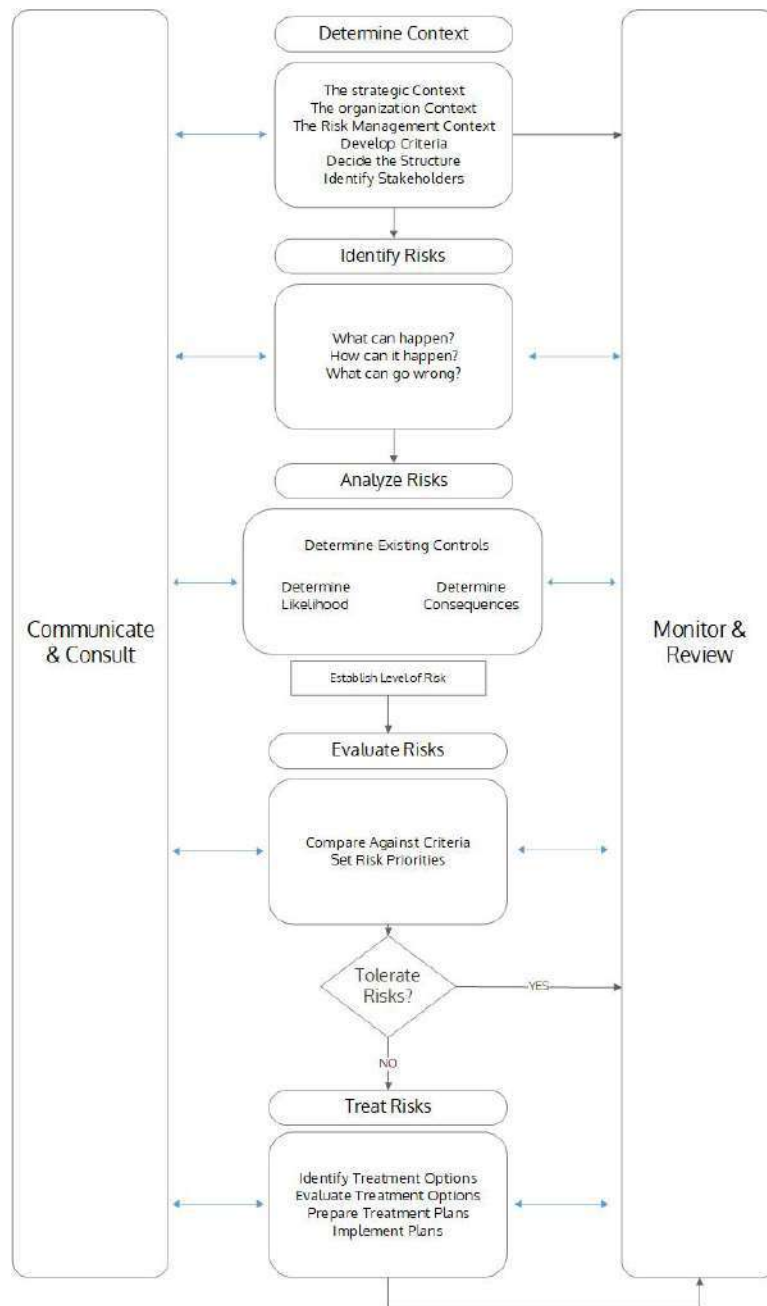 Determine Context
The strategic Context
The organization Context
The Risk Management Context
Develop Criteria
Decide the Structure
Identify Stakeholders
Identify Risks
What can happen?
How can it happen?
What can go wrong?
Analyze Risks
Determine Existing Controls
Determine
Likelihood
Determine
Consequences
Communicate
& Consult
Monitor &
Review
Establish Level of Risk
Evaluate Risks
Compare Against Criteria
Set Risk Priorities
Tolerate
Risks?
YES
NO
Treat Risks
Identify Treatment Options
Evaluate Treatment Options
Prepare Treatment Plans
Implement Plans